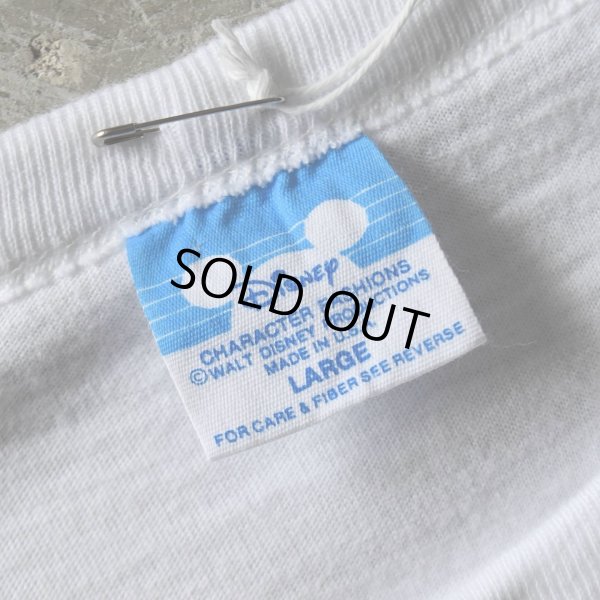 Disney
CHARACTER FASHIONS
©WALT DISNEY PRODUCTIONS
MADE IN U.S.A.
LARGE
FOR CARE & FIBER SEE REVERSE
SOLD OUT